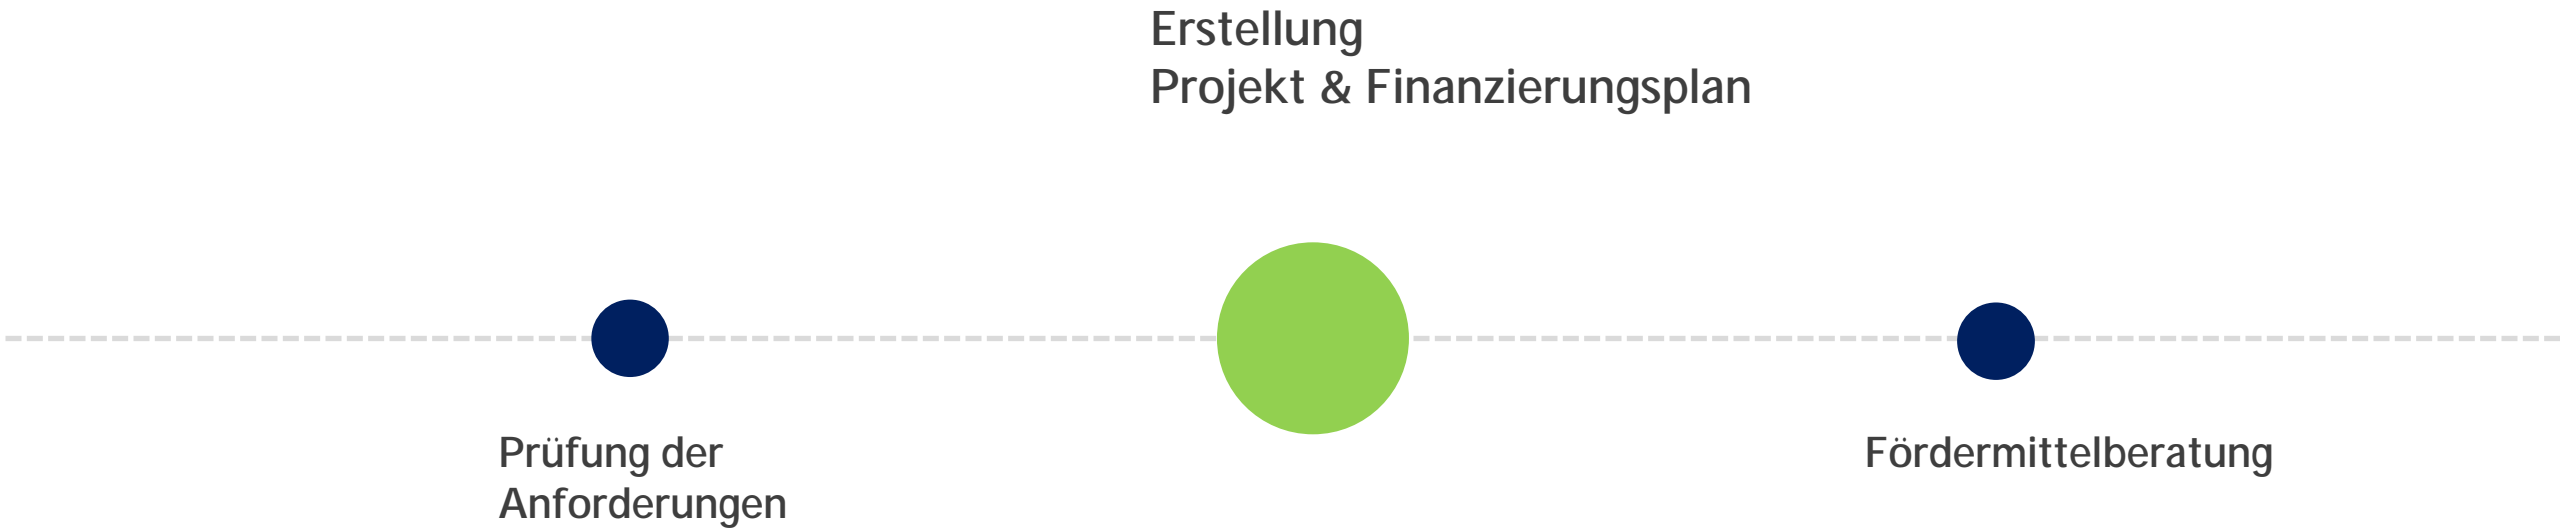 Erstellung
Projekt & Finanzierungsplan
Prüfung der
Anforderungen
Fördermittelberatung